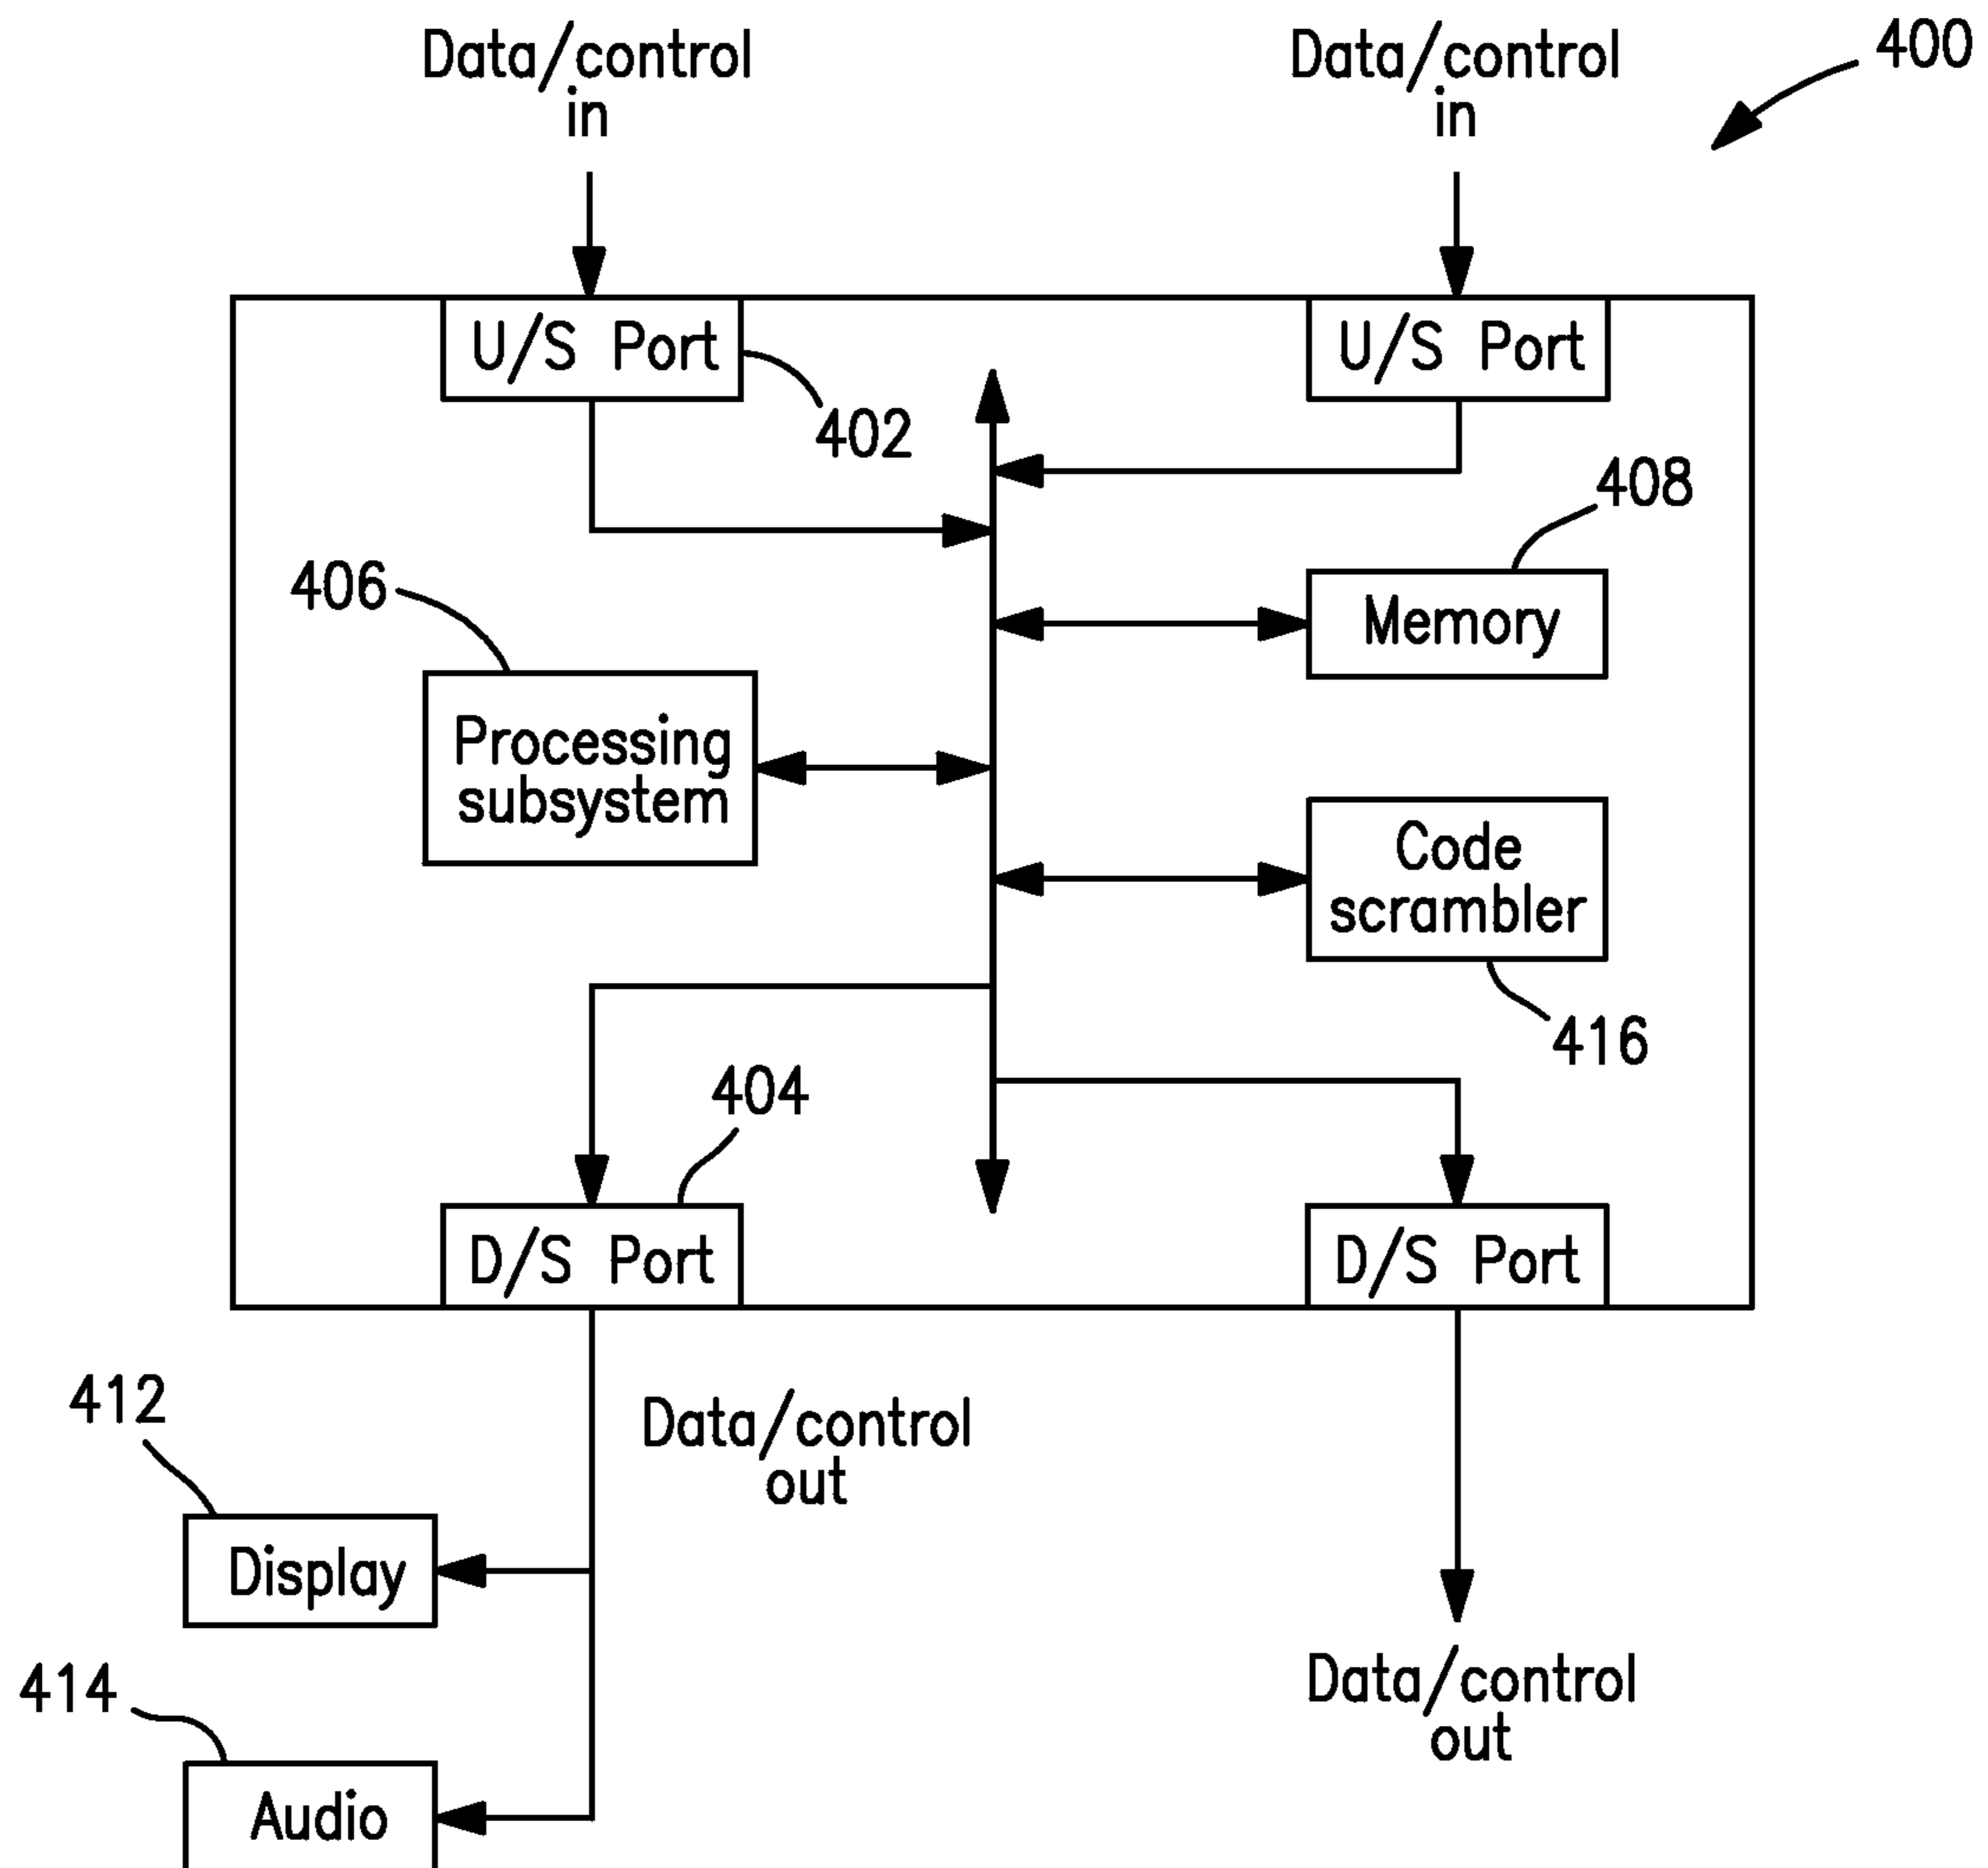 Data/control
in
Data/control
in
400
U/S Port
U/S Port
402
408
406
Memory
Processing
subsystem
Code
scrambler
416
404
D/S Port
D/S Port
412
Data/control
out
Display
414
Data/control
out
Audio